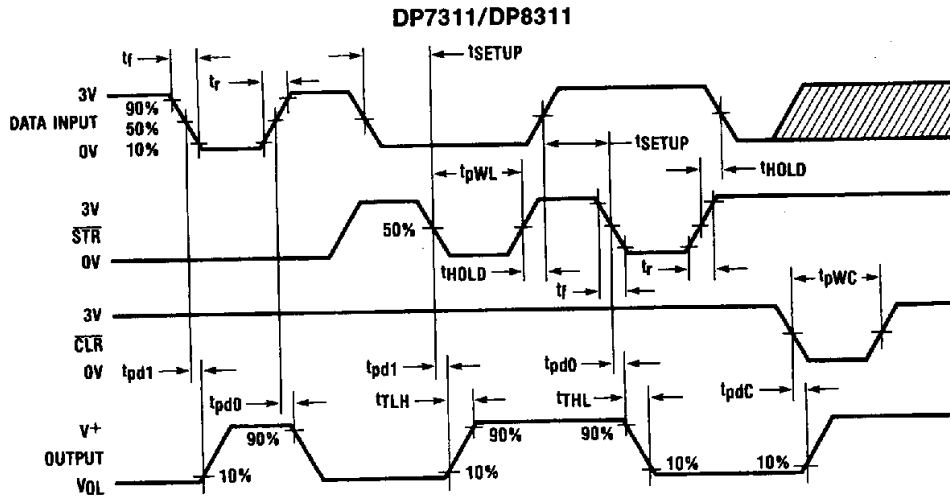 DP7311/DP8311
tf
tSETUP
tr
3V
90%
DATA INPUT
50%
0V
10%
tSETUP
tpWL
tHOLD
3V
STR
50%
0V
tHOLD
tr
tf
tpWC
3V
CLR
0V
tpd1
tpd1
tpd0
tpdC
tpd0
tTLH
tTHL
V+
90%
90%
90%
OUTPUT
10%
10%
10%
10%
VOL